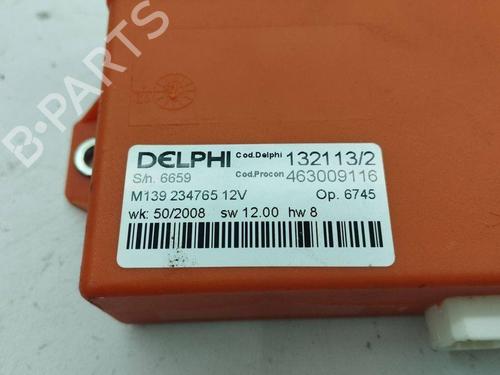 B-PARTS
DELPHI Cod.Delphi 132113/2
S/h. 6659 Cod.Procon 463009116
M139 234765 12V Op. 6745
wk: 50/2008 sw 12.00 hw 8